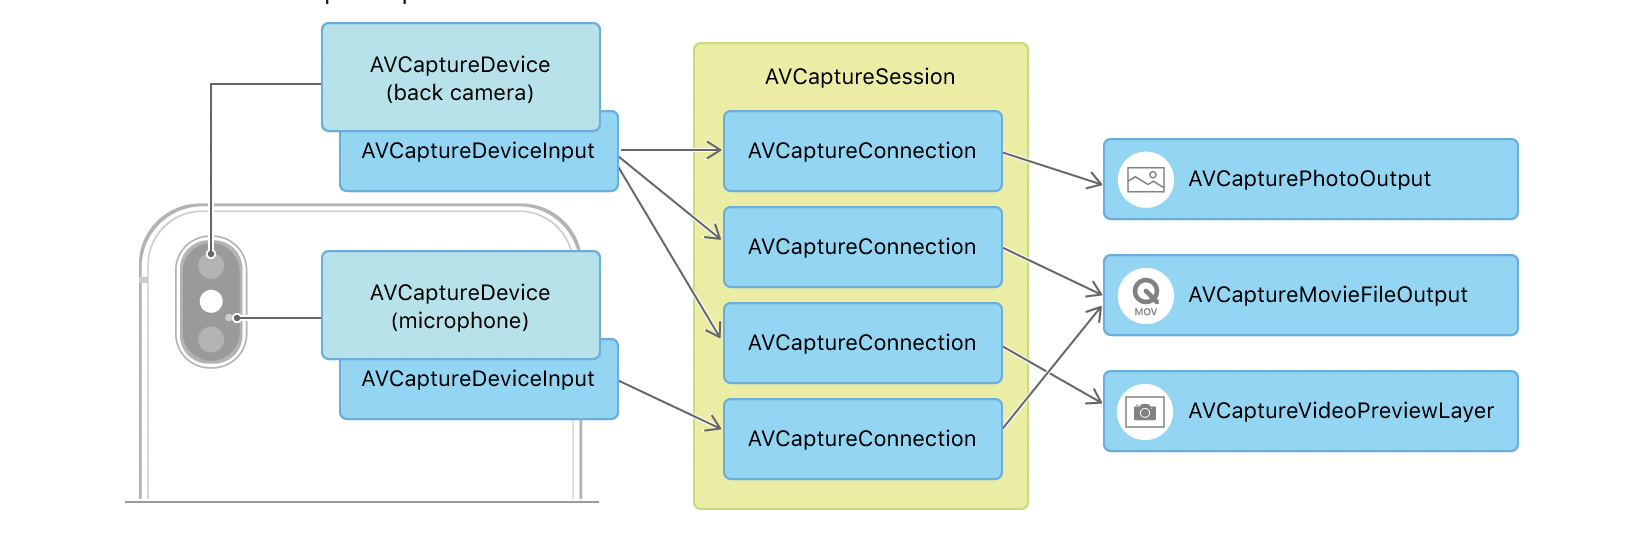 AVCaptureDevice
(back camera)
AVCaptureDeviceInput
AVCaptureDevice
(microphone)
AVCaptureDeviceInput
AVCaptureSession
AVCaptureConnection
AVCaptureConnection
AVCaptureConnection
AVCaptureConnection
AVCapturePhotoOutput
MOV
AVCaptureMovieFileOutput
AVCaptureVideoPreviewLayer